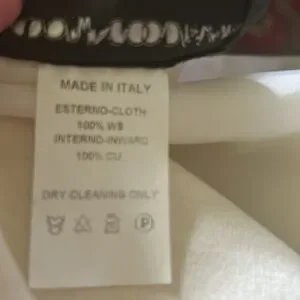 MADE IN ITALY
ESTERNO-CLOTH
100% WS
INTERNO-INWARD
100% CU
DRY CLEANING ONLY
P